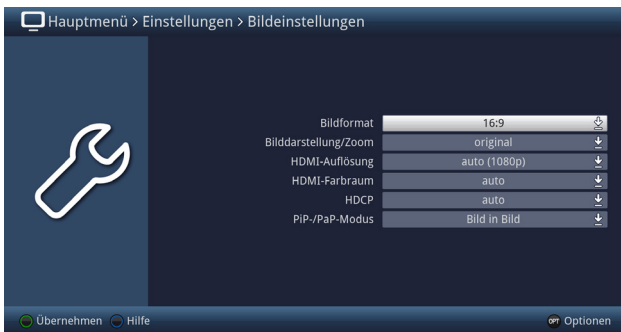 Hauptmenü > Einstellungen > Bildeinstellungen
Bildformat 16:9
Bilddarstellung/Zoom original
HDMI-Auflösung auto (1080p)
HDMI-Farbraum auto
HDCP auto
PiP-/PaP-Modus Bild in Bild
Übernehmen Hilfe OPT Optionen